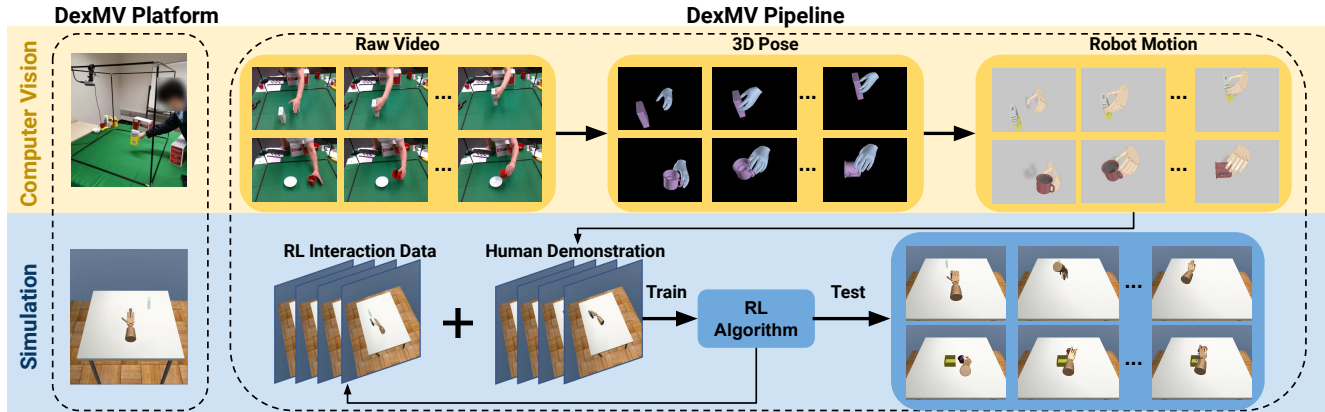 DexMV Platform
DexMV Pipeline
Computer Vision
Raw Video
3D Pose
Robot Motion
...
...
...
...
...
...
Simulation
RL Interaction Data
Human Demonstration
+
Train
RL
Algorithm
Test
...
...